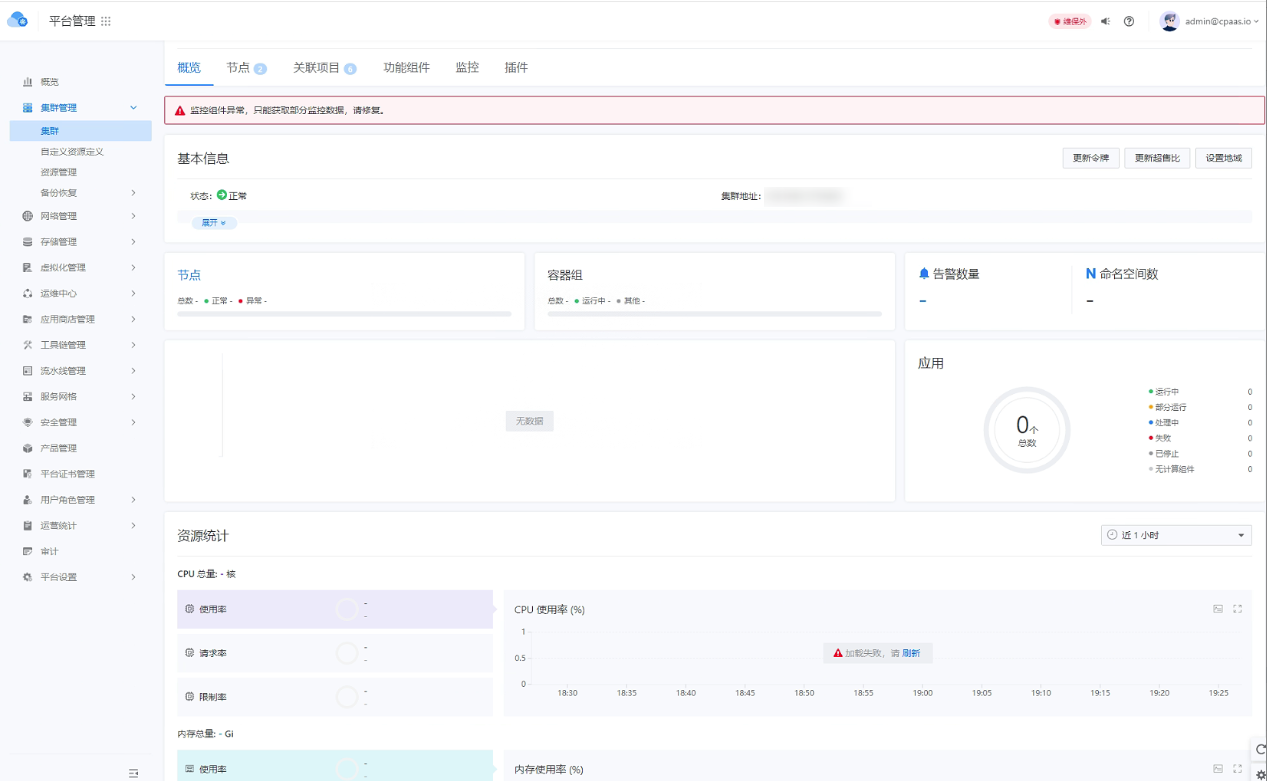 平台管理
维保外
admin@cpaas.io
概览
集群管理
集群
自定义资源定义
资源管理
备份恢复
网络管理
存储管理
虚拟化管理
运维中心
应用商店管理
工具链管理
流水线管理
服务网格
安全管理
产品管理
平台证书管理
用户角色管理
运营统计
审计
平台设置
概览 节点 2 关联项目 6 功能组件 监控 插件
监控组件异常，只能获取部分监控数据，请修复。
基本信息 更新令牌 更新超售比 设置地域
状态: 正常 集群地址:
展开
节点
总数 - 正常 - 异常 -
容器组
总数 - 运行中 - 其他 -
告警数量
-
N 命名空间数
-
无数据
应用
0个
总数
运行中 0
部分运行 0
处理中 0
失败 0
已停止 0
无计算组件 0
资源统计 近 1 小时
CPU 总量: - 核
使用率 -
-
请求率 -
-
限制率 -
-
CPU 使用率 (%)
1
0.5
0
加载失败，请 刷新
18:30 18:35 18:40 18:45 18:50 18:55 19:00 19:05 19:10 19:15 19:20 19:25
内存总量: - Gi
使用率 -
-
内存使用率 (%)